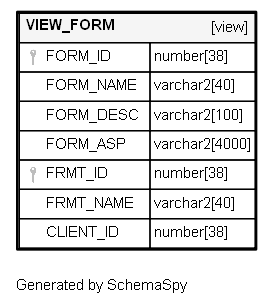 VIEW_FORM [view]
FORM_ID number[38]
FORM_NAME varchar2[40]
FORM_DESC varchar2[100]
FORM_ASP varchar2[4000]
FRMT_ID number[38]
FRMT_NAME varchar2[40]
CLIENT_ID number[38]
Generated by SchemaSpy